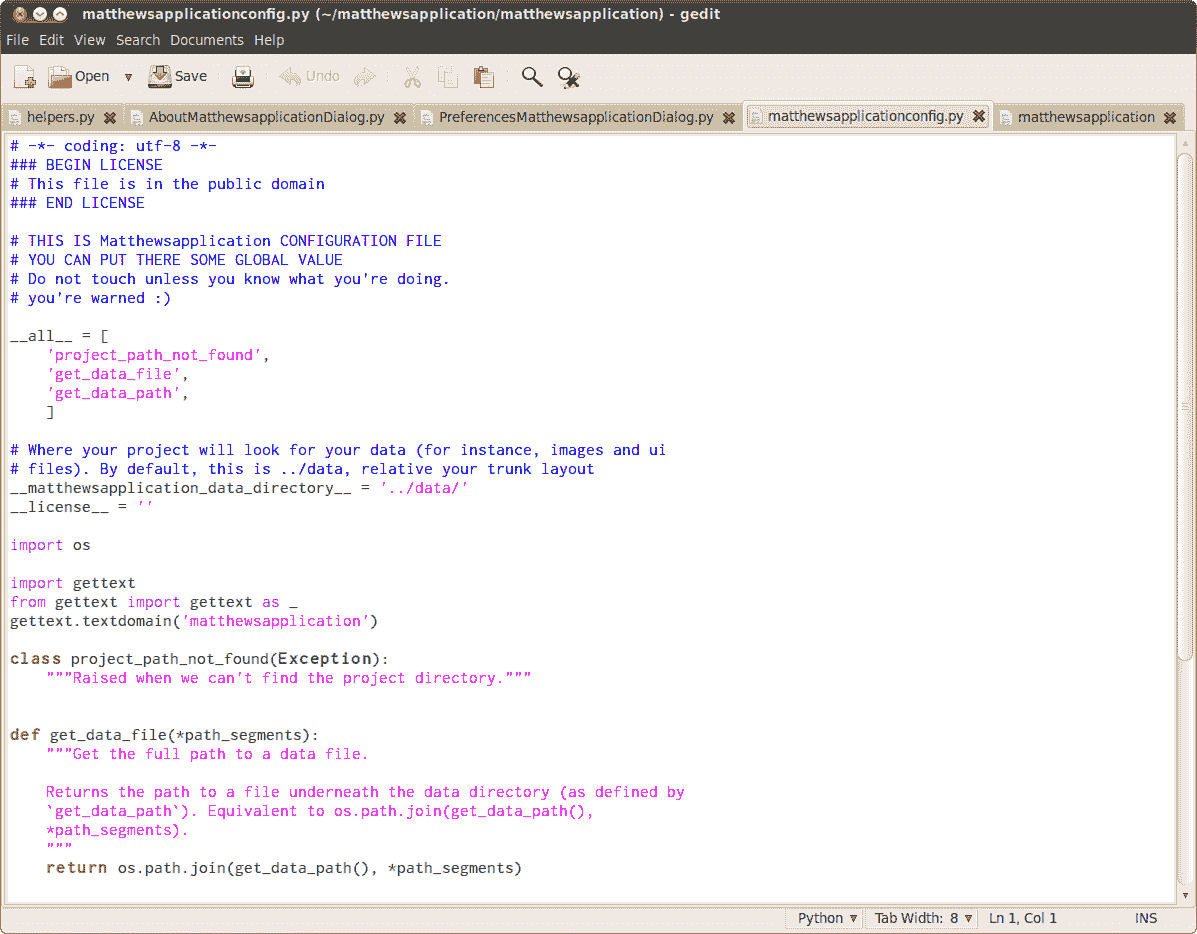 matthewsapplicationconfig.py (~/matthewsapplication/matthewsapplication) - gedit
File Edit View Search Documents Help
Open Save Undo
helpers.py AboutMatthewsapplicationDialog.py PreferencesMatthewsapplicationDialog.py matthewsapplicationconfig.py matthewsapplication
# -*- coding: utf-8 -*-
### BEGIN LICENSE
# This file is in the public domain
### END LICENSE
# THIS IS Matthewsapplication CONFIGURATION FILE
# YOU CAN PUT THERE SOME GLOBAL VALUE
# Do not touch unless you know what you're doing.
# you're warned :)
__all__ = [
    'project_path_not_found',
    'get_data_file',
    'get_data_path',
    ]
# Where your project will look for your data (for instance, images and ui
# files). By default, this is ../data, relative your trunk layout
__matthewsapplication_data_directory__ = '../data/'
__license__ = ''
import os
import gettext
from gettext import gettext as _
gettext.textdomain('matthewsapplication')
class project_path_not_found(Exception):
    """Raised when we can't find the project directory."""
def get_data_file(*path_segments):
    """Get the full path to a data file.
    Returns the path to a file underneath the data directory (as defined by
    `get_data_path`). Equivalent to os.path.join(get_data_path(),
    *path_segments).
    """
    return os.path.join(get_data_path(), *path_segments)
Python Tab Width: 8 Ln 1, Col 1 INS